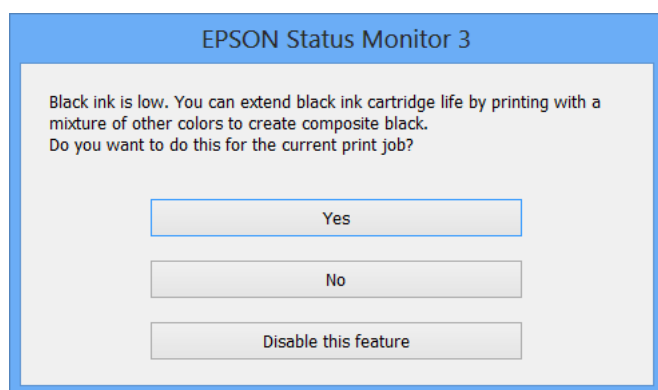 EPSON Status Monitor 3
Black ink is low. You can extend black ink cartridge life by printing with a
mixture of other colors to create composite black.
Do you want to do this for the current print job?
Yes
No
Disable this feature